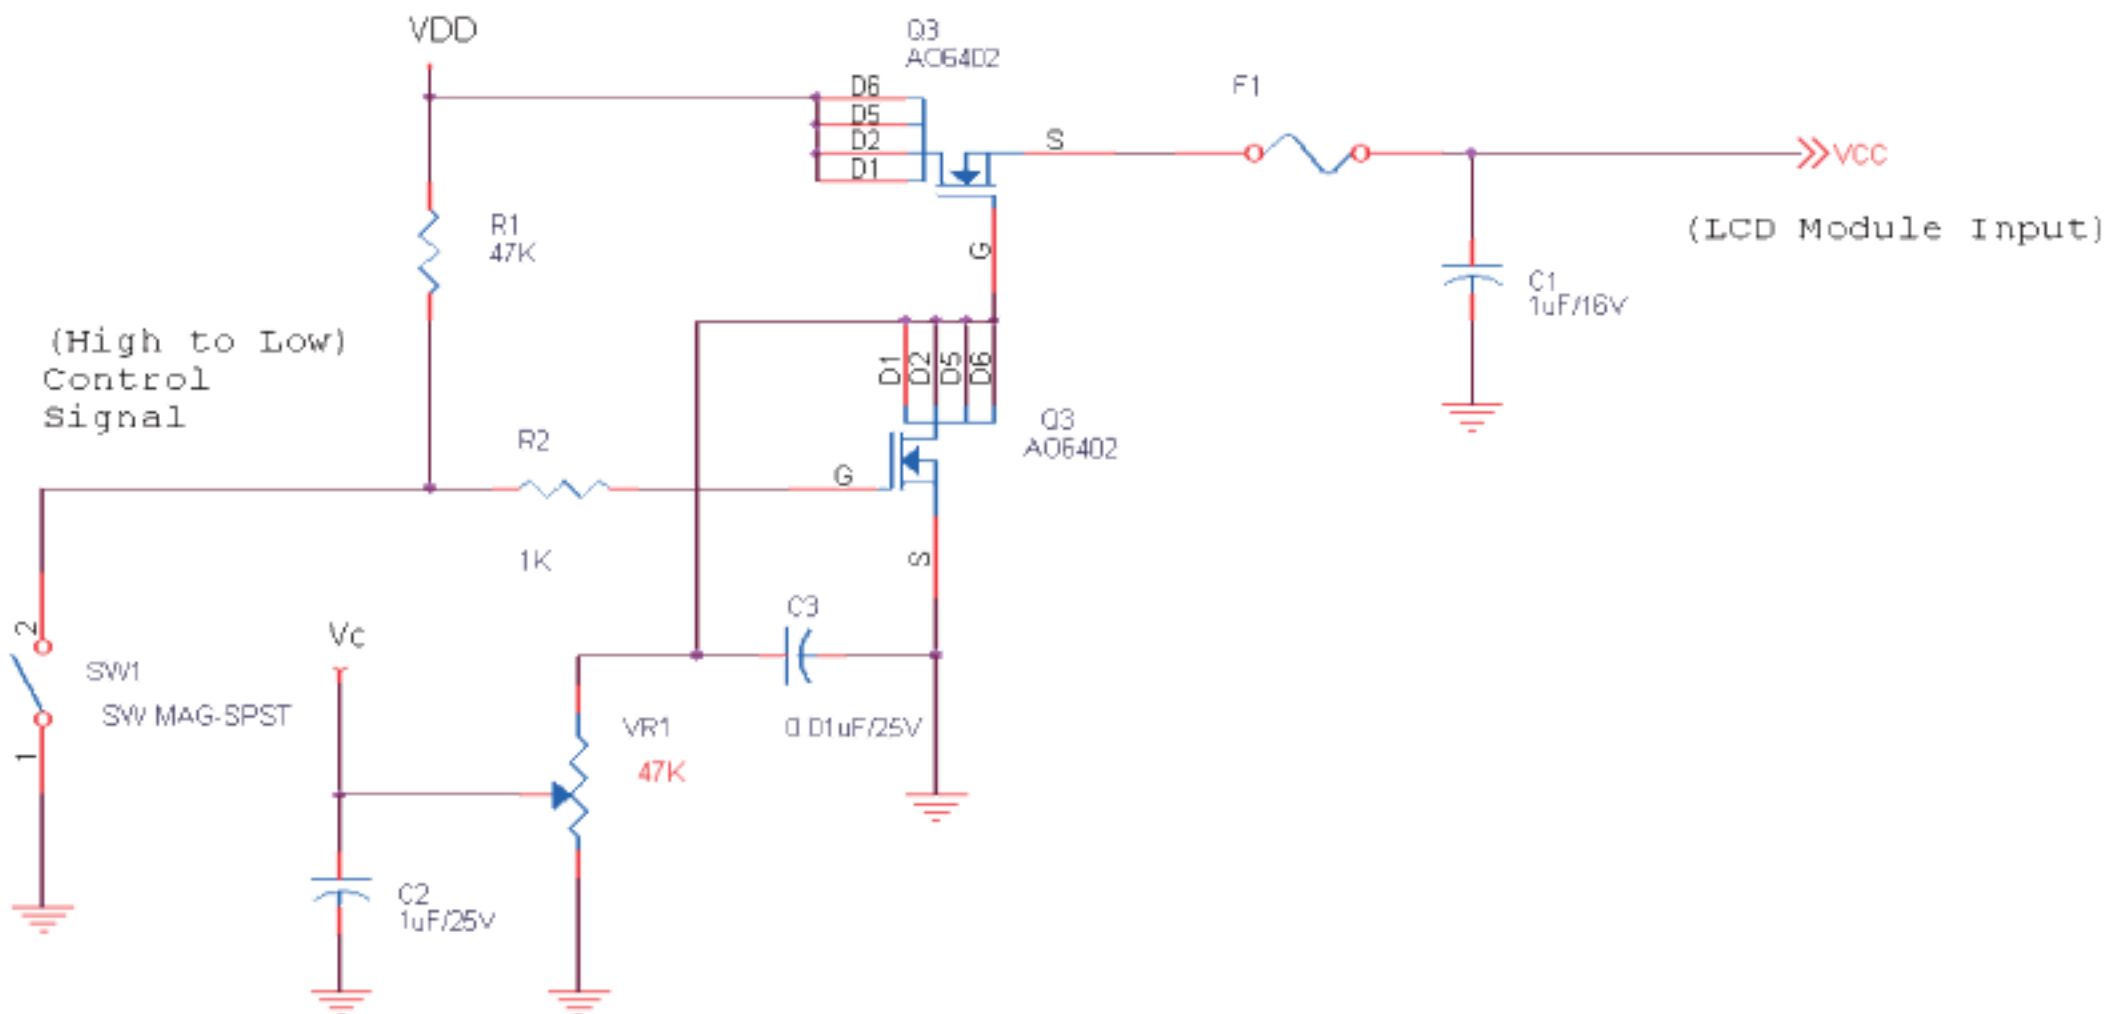 VDD
Q3
AO6402
D6
D5
D2
D1
S
F1
VCC
(LCD Module Input)
R1
47K
G
C1
1uF/16V
(High to Low)
Control
Signal
D1
D2
D5
D6
Q3
AO6402
R2
G
1K
S
C3
2
Vc
SW1
SW MAG-SPST
VR1
0.01uF/25V
1
47K
C2
1uF/25V